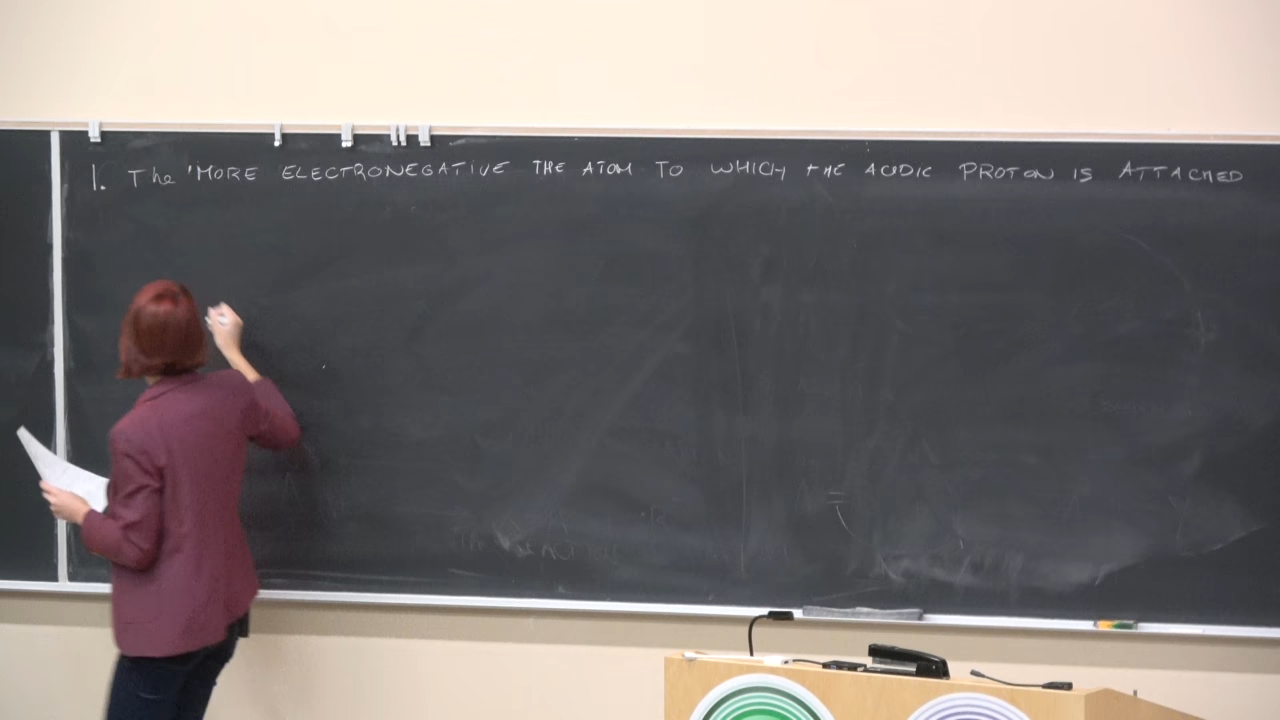 1. The MORE ELECTRONEGATIVE THE ATOM TO WHICH tHE ACIDIC PROTON IS ATTACHED